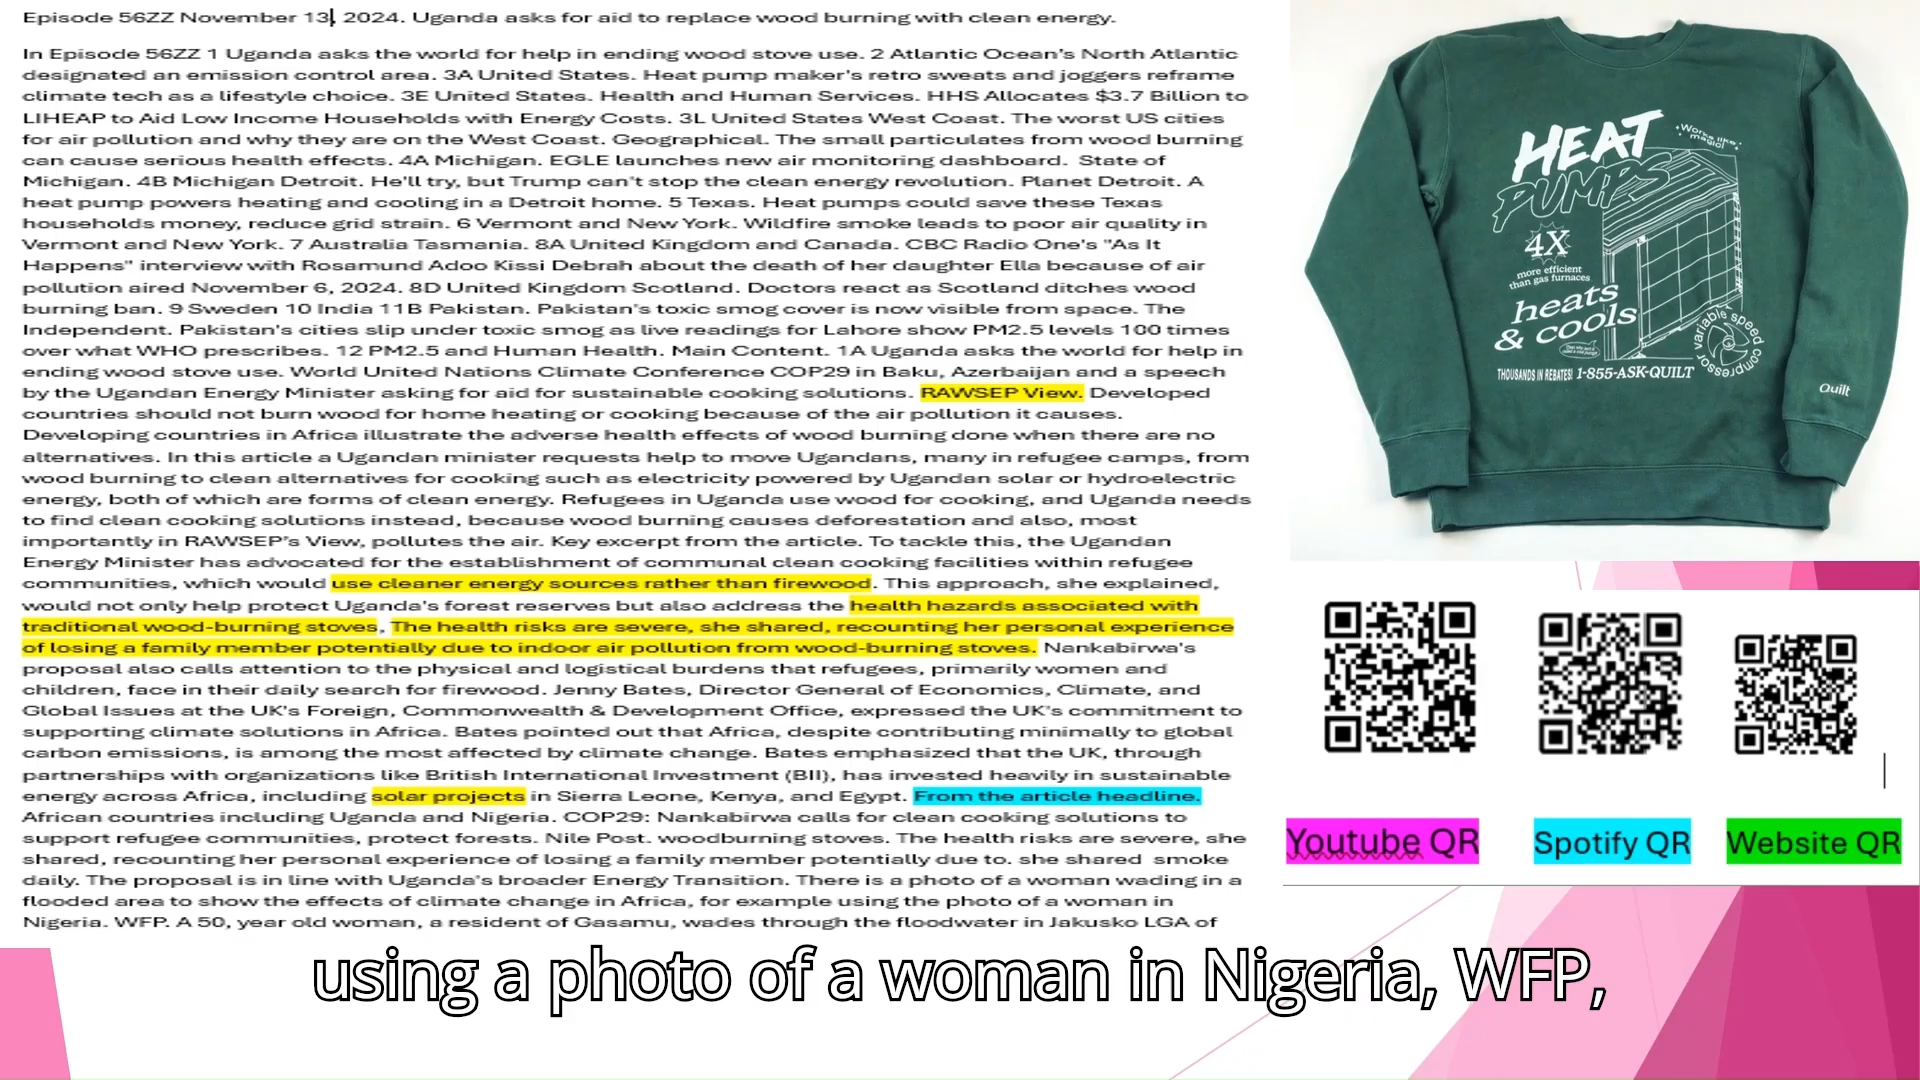 Episode 56ZZ November 13, 2024. Uganda asks for aid to replace wood burning with clean energy.
In Episode 56ZZ 1 Uganda asks the world for help in ending wood stove use. 2 Atlantic Ocean's North Atlantic
designated an emission control area. 3A United States. Heat pump maker's retro sweats and joggers reframe
climate tech as a lifestyle choice. 3E United States. Health and Human Services. HHS Allocates $3.7 Billion to
LIHEAP to Aid Low Income Households with Energy Costs. 3L United States West Coast. The worst US cities
for air pollution and why they are on the West Coast. Geographical. The small particulates from wood burning
can cause serious health effects. 4A Michigan. EGLE launches new air monitoring dashboard. State of
Michigan. 4B Michigan Detroit. He'll try, but Trump can't stop the clean energy revolution. Planet Detroit. A
heat pump powers heating and cooling in a Detroit home. 5 Texas. Heat pumps could save these Texas
households money, reduce grid strain. 6 Vermont and New York. Wildfire smoke leads to poor air quality in
Vermont and New York. 7 Australia Tasmania. 8A United Kingdom and Canada. CBC Radio One's "As It
Happens" interview with Rosamund Adoo Kissi Debrah about the death of her daughter Ella because of air
pollution aired November 6, 2024. 8D United Kingdom Scotland. Doctors react as Scotland ditches wood
burning ban. 9 Sweden 10 India 11B Pakistan. Pakistan's toxic smog cover is now visible from space. The
Independent. Pakistan's cities slip under toxic smog as live readings for Lahore show PM2.5 levels 100 times
over what WHO prescribes. 12 PM2.5 and Human Health. Main Content. 1A Uganda asks the world for help in
ending wood stove use. World United Nations Climate Conference COP29 in Baku, Azerbaijan and a speech
by the Ugandan Energy Minister asking for aid for sustainable cooking solutions. RAWSEP View. Developed
countries should not burn wood for home heating or cooking because of the air pollution it causes.
Developing countries in Africa illustrate the adverse health effects of wood burning done when there are no
alternatives. In this article a Ugandan minister requests help to move Ugandans, many in refugee camps, from
wood burning to clean alternatives for cooking such as electricity powered by Ugandan solar or hydroelectric
energy, both of which are forms of clean energy. Refugees in Uganda use wood for cooking, and Uganda needs
to find clean cooking solutions instead, because wood burning causes deforestation and also, most
importantly in RAWSEP's View, pollutes the air. Key excerpt from the article. To tackle this, the Ugandan
Energy Minister has advocated for the establishment of communal clean cooking facilities within refugee
communities, which would use cleaner energy sources rather than firewood. This approach, she explained,
would not only help protect Uganda's forest reserves but also address the health hazards associated with
traditional wood-burning stoves, The health risks are severe, she shared, recounting her personal experience
of losing a family member potentially due to indoor air pollution from wood-burning stoves. Nankabirwa's
proposal also calls attention to the physical and logistical burdens that refugees, primarily women and
children, face in their daily search for firewood. Jenny Bates, Director General of Economics, Climate, and
Global Issues at the UK's Foreign, Commonwealth & Development Office, expressed the UK's commitment to
supporting climate solutions in Africa. Bates pointed out that Africa, despite contributing minimally to global
carbon emissions, is among the most affected by climate change. Bates emphasized that the UK, through
partnerships with organizations like British International Investment (BII), has invested heavily in sustainable
energy across Africa, including solar projects in Sierra Leone, Kenya, and Egypt. From the article headline.
African countries including Uganda and Nigeria. COP29: Nankabirwa calls for clean cooking solutions to
support refugee communities, protect forests. Nile Post. woodburning stoves. The health risks are severe, she
shared, recounting her personal experience of losing a family member potentially due to. she shared smoke
daily. The proposal is in line with Uganda's broader Energy Transition. There is a photo of a woman wading in a
flooded area to show the effects of climate change in Africa, for example using the photo of a woman in
Nigeria. WFP. A 50, year old woman, a resident of Gasamu, wades through the floodwater in Jakusko LGA of
HEAT
PUMPS
Works like magic!
4X
more efficient
than gas furnaces
heats
& cools
variable speed compressor
THOUSANDS IN REBATES! 1-855-ASK-QUILT
Quilt
Youtube QR
Spotify QR
Website QR
using a photo of a woman in Nigeria, WFP,